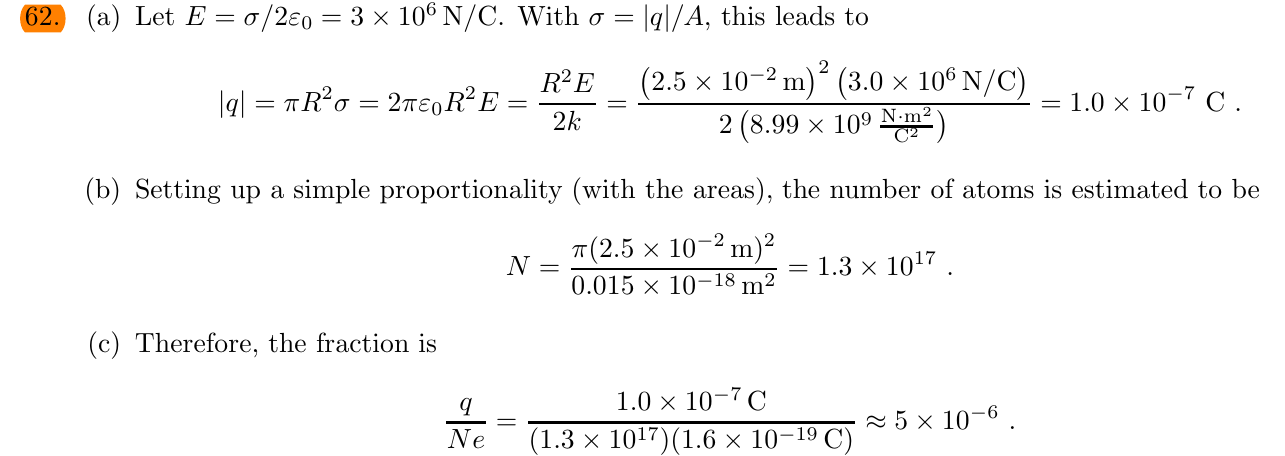 62. (a) Let E = σ/2ε₀ = 3 × 10⁶ N/C. With σ = |q|/A, this leads to
|q| = πR²σ = 2πε₀R²E = R²E / 2k = (2.5 × 10⁻² m)² (3.0 × 10⁶ N/C) / 2 (8.99 × 10⁹ N·m²/C²) = 1.0 × 10⁻⁷ C .
(b) Setting up a simple proportionality (with the areas), the number of atoms is estimated to be
N = π(2.5 × 10⁻² m)² / 0.015 × 10⁻¹⁸ m² = 1.3 × 10¹⁷ .
(c) Therefore, the fraction is
q / Ne = 1.0 × 10⁻⁷ C / (1.3 × 10¹⁷)(1.6 × 10⁻¹⁹ C) ≈ 5 × 10⁻⁶ .